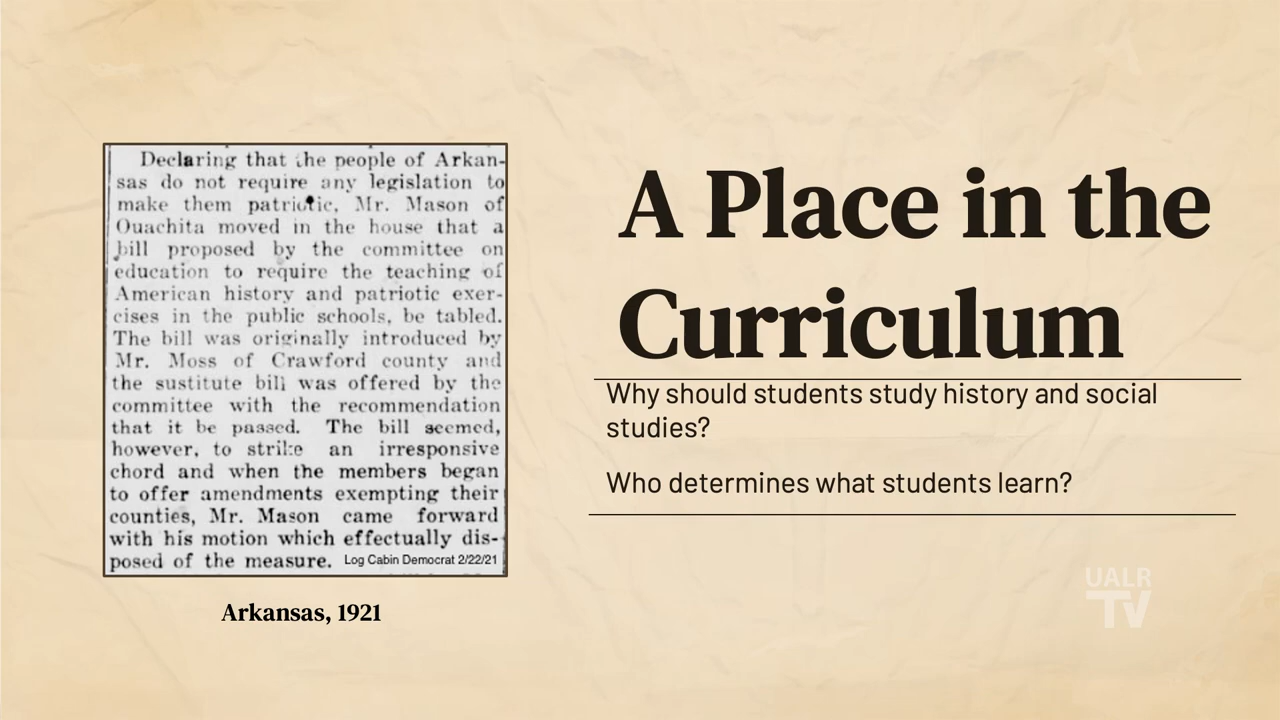 Declaring that the people of Arkan-
sas do not require any legislation to
make them patriotic, Mr. Mason of
Ouachita moved in the house that a
bill proposed by the committee on
education to require the teaching of
American history and patriotic exer-
cises in the public schools, be tabled.
The bill was originally introduced by
Mr. Moss of Crawford county and
the sustitute bill was offered by the
committee with the recommendation
that it be passed. The bill seemed,
however, to strike an irresponsive
chord and when the members began
to offer amendments exempting their
counties, Mr. Mason came forward
with his motion which effectually dis-
posed of the measure. Log Cabin Democrat 2/22/21
Arkansas, 1921
A Place in the
Curriculum
Why should students study history and social
studies?
Who determines what students learn?
UALR
TV